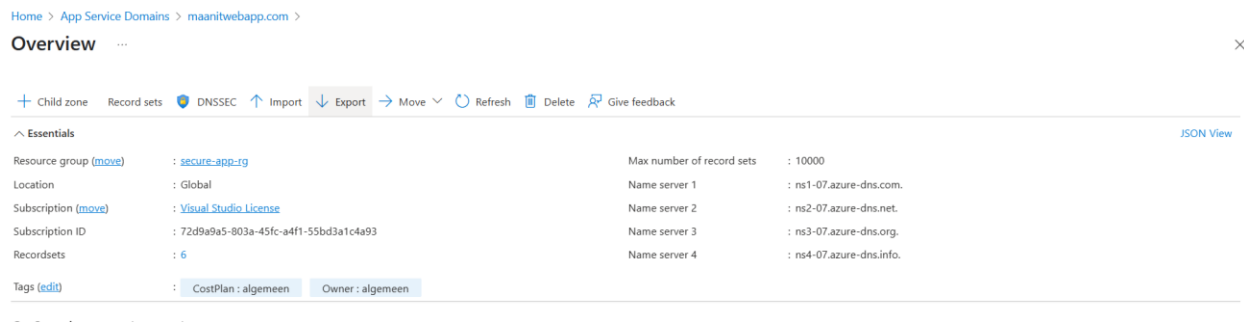 Home > App Service Domains > maanitwebapp.com >
Overview ...
Child zone Record sets DNSSEC Import Export Move Refresh Delete Give feedback
Essentials JSON View
Resource group (move) : secure-app-rg Max number of record sets : 10000
Location : Global Name server 1 : ns1-07.azure-dns.com.
Subscription (move) : Visual Studio License Name server 2 : ns2-07.azure-dns.net.
Subscription ID : 72d9a9a5-803a-45fc-a4f1-55bd3a1c4a93 Name server 3 : ns3-07.azure-dns.org.
Recordsets : 6 Name server 4 : ns4-07.azure-dns.info.
Tags (edit) : CostPlan : algemeen Owner : algemeen